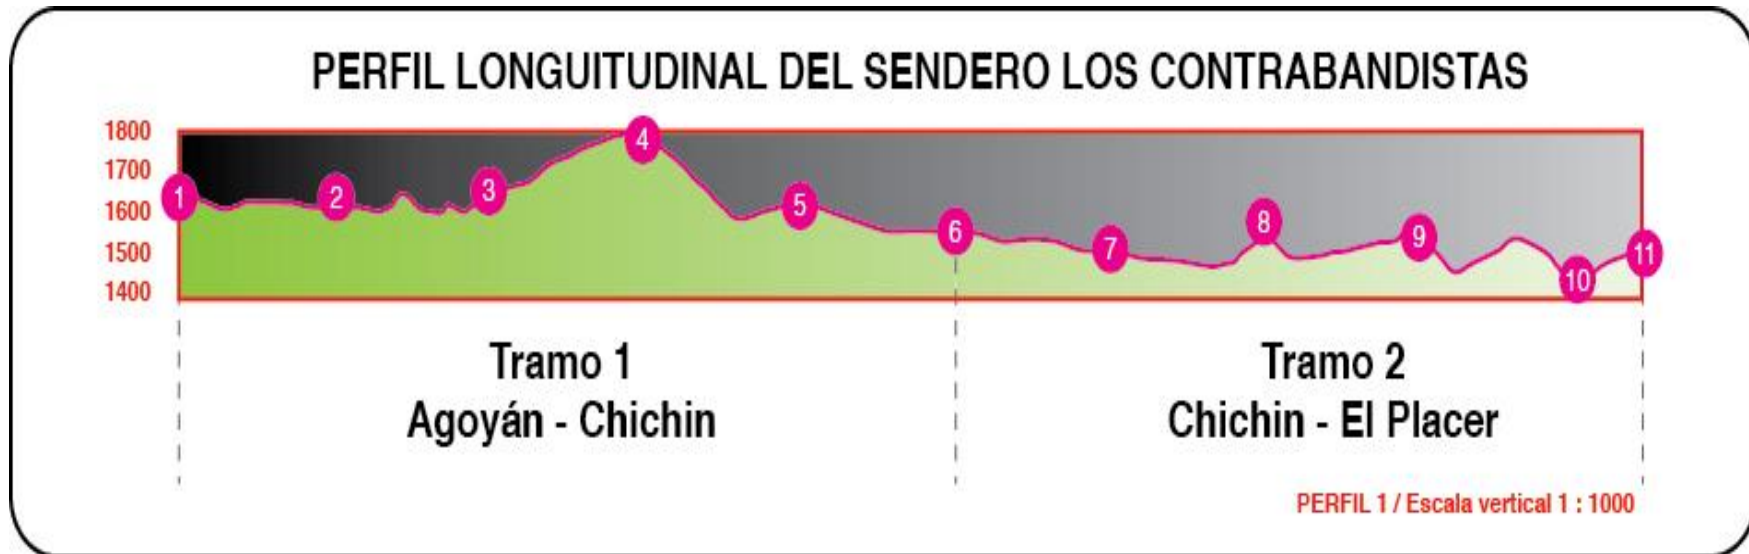 PERFIL LONGUITUDINAL DEL SENDERO LOS CONTRABANDISTAS
1800
1700
1600
1500
1400
1
2
3
4
5
6
7
8
9
10
11
Tramo 1
Agoyán - Chichin
Tramo 2
Chichin - El Placer
PERFIL 1 / Escala vertical 1 : 1000